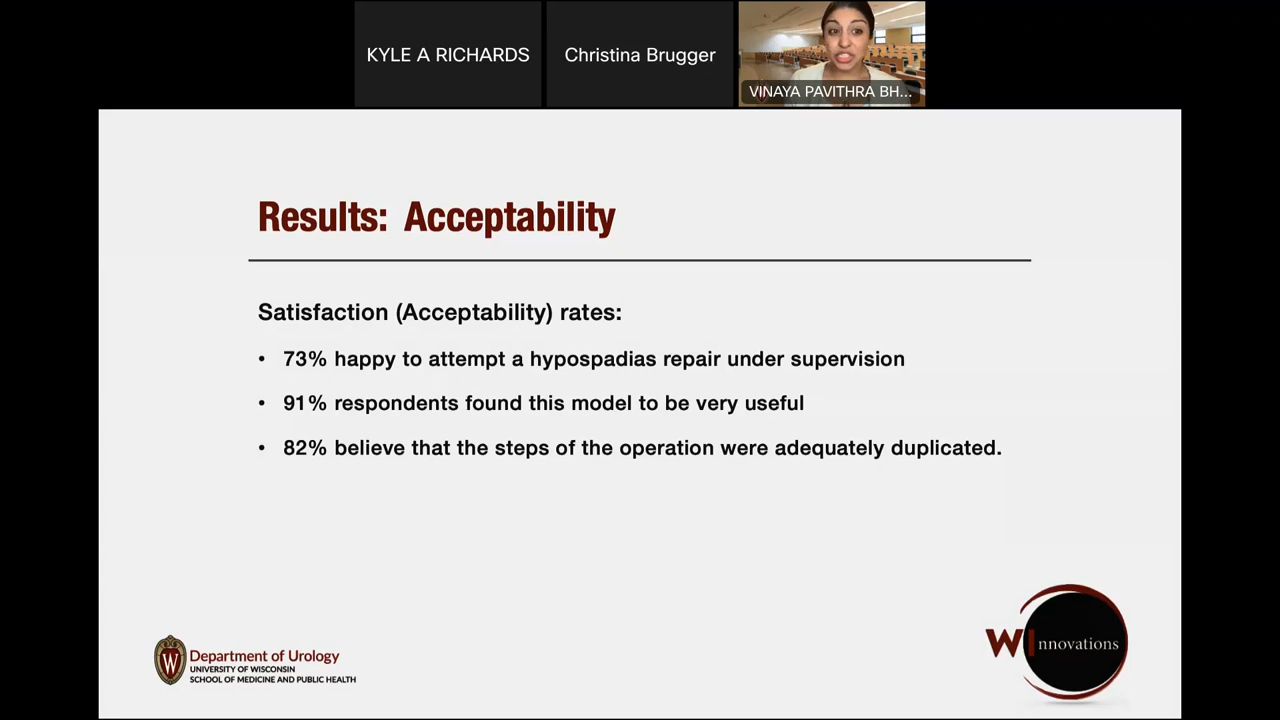 KYLE A RICHARDS
Christina Brugger
VINAYA PAVITHRA BH...
Results: Acceptability
Satisfaction (Acceptability) rates:
• 73% happy to attempt a hypospadias repair under supervision
• 91% respondents found this model to be very useful
• 82% believe that the steps of the operation were adequately duplicated.
W
Department of Urology
UNIVERSITY OF WISCONSIN
SCHOOL OF MEDICINE AND PUBLIC HEALTH
WInnovations